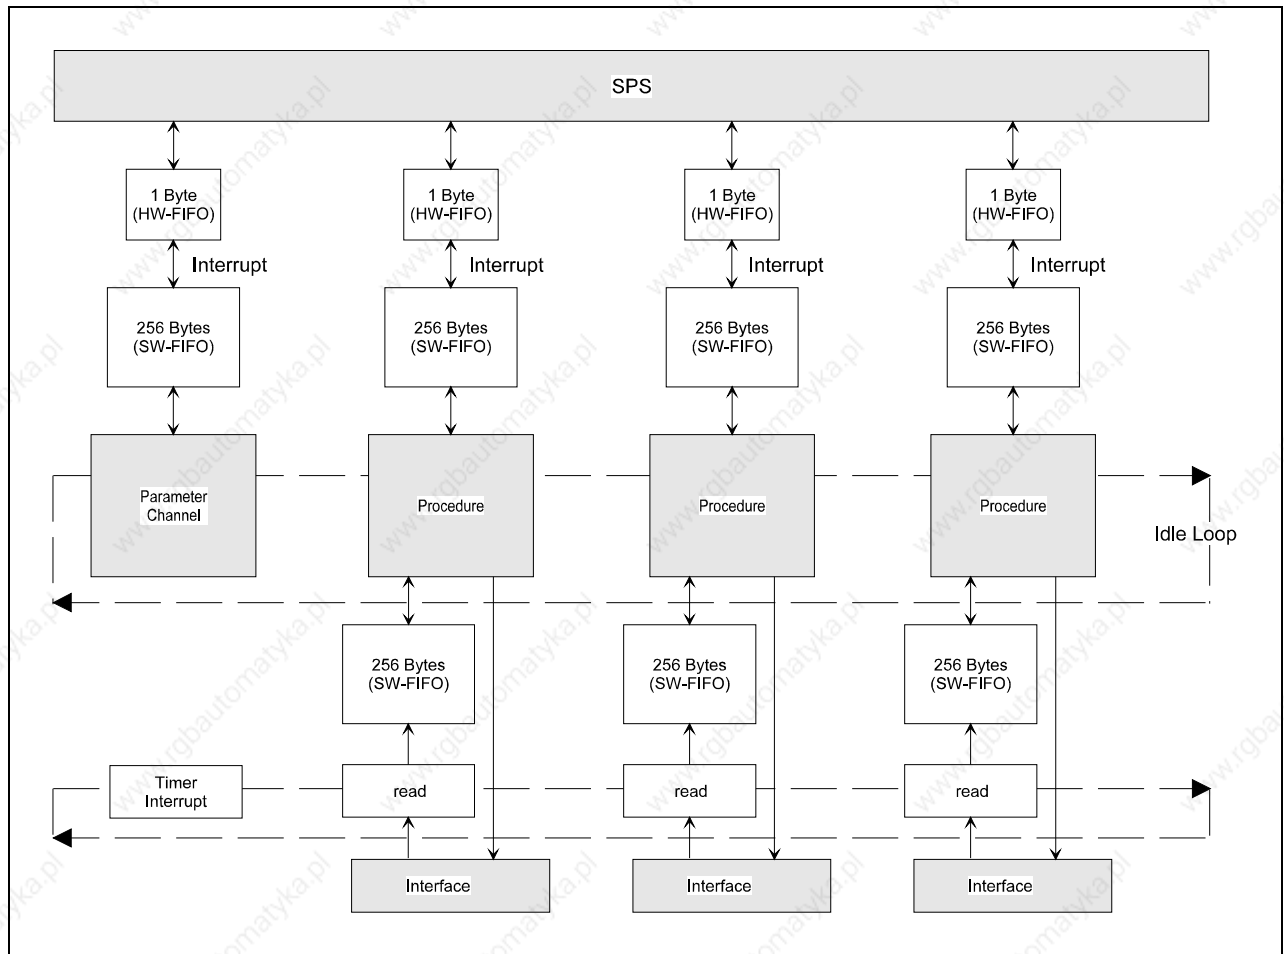 SPS
1 Byte
(HW-FIFO)
1 Byte
(HW-FIFO)
1 Byte
(HW-FIFO)
1 Byte
(HW-FIFO)
Interrupt
Interrupt
Interrupt
Interrupt
256 Bytes
(SW-FIFO)
256 Bytes
(SW-FIFO)
256 Bytes
(SW-FIFO)
256 Bytes
(SW-FIFO)
Parameter
Channel
Procedure
Procedure
Procedure
Idle Loop
256 Bytes
(SW-FIFO)
256 Bytes
(SW-FIFO)
256 Bytes
(SW-FIFO)
Timer
Interrupt
read
read
read
Interface
Interface
Interface
www.rgbautomatyka.pl